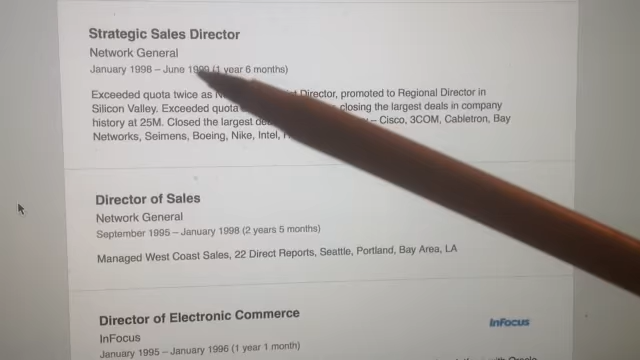 Strategic Sales Director
Network General
January 1998 – June 1999 (1 year 6 months)
Exceeded quota twice as Director, promoted to Regional Director in
Silicon Valley. Exceeded quota closing the largest deals in company
history at 25M. Closed the largest – Cisco, 3COM, Cabletron, Bay
Networks, Seimens, Boeing, Nike, Intel,
Director of Sales
Network General
September 1995 – January 1998 (2 years 5 months)
Managed West Coast Sales, 22 Direct Reports, Seattle, Portland, Bay Area, LA
Director of Electronic Commerce
InFocus
InFocus
January 1995 – January 1996 (1 year 1 month)